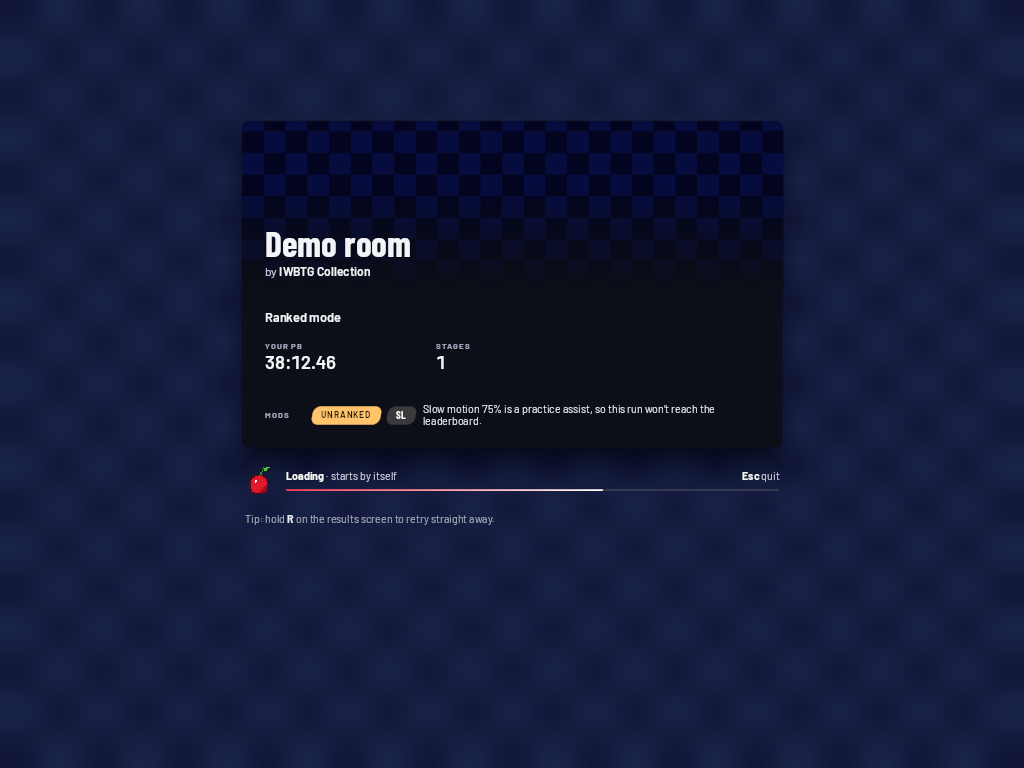 Demo room
by IWBTG Collection
Ranked mode
YOUR PB STAGES
38:12.46 1
MODS UNRANKED SL Slow motion 75% is a practice assist, so this run won't reach the
leaderboard.
Loading · starts by itself Esc quit
Tip: hold R on the results screen to retry straight away.